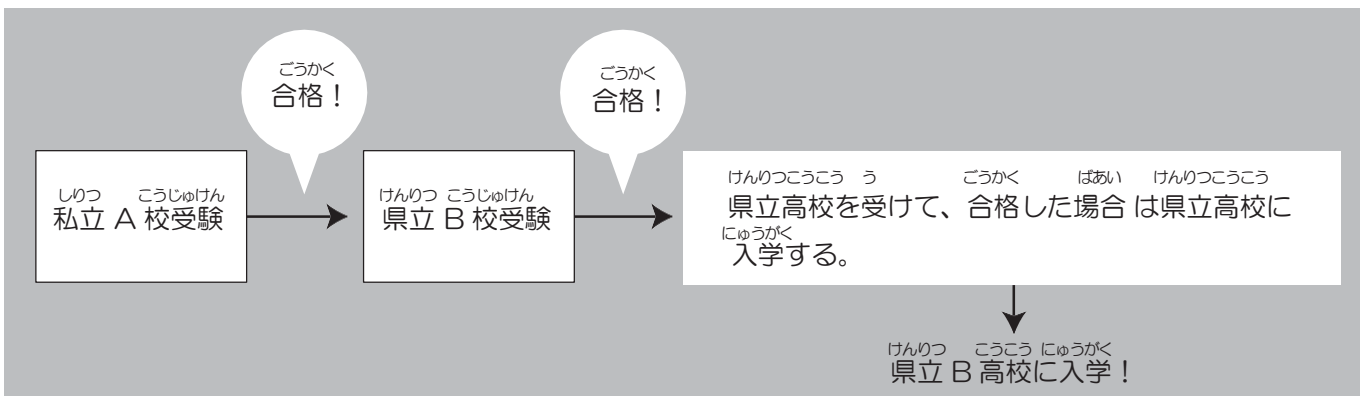 ごうかく
合格！
ごうかく
合格！
しりつ こうじゅけん
私立 A 校受験
けんりつ こうじゅけん
県立 B 校受験
けんりつこうこう う ごうかく ばあい けんりつこうこう
県立高校を受けて、合格した場合 は県立高校に
にゅうがく
入学する。
けんりつ こうこう にゅうがく
県立 B 高校に入学！